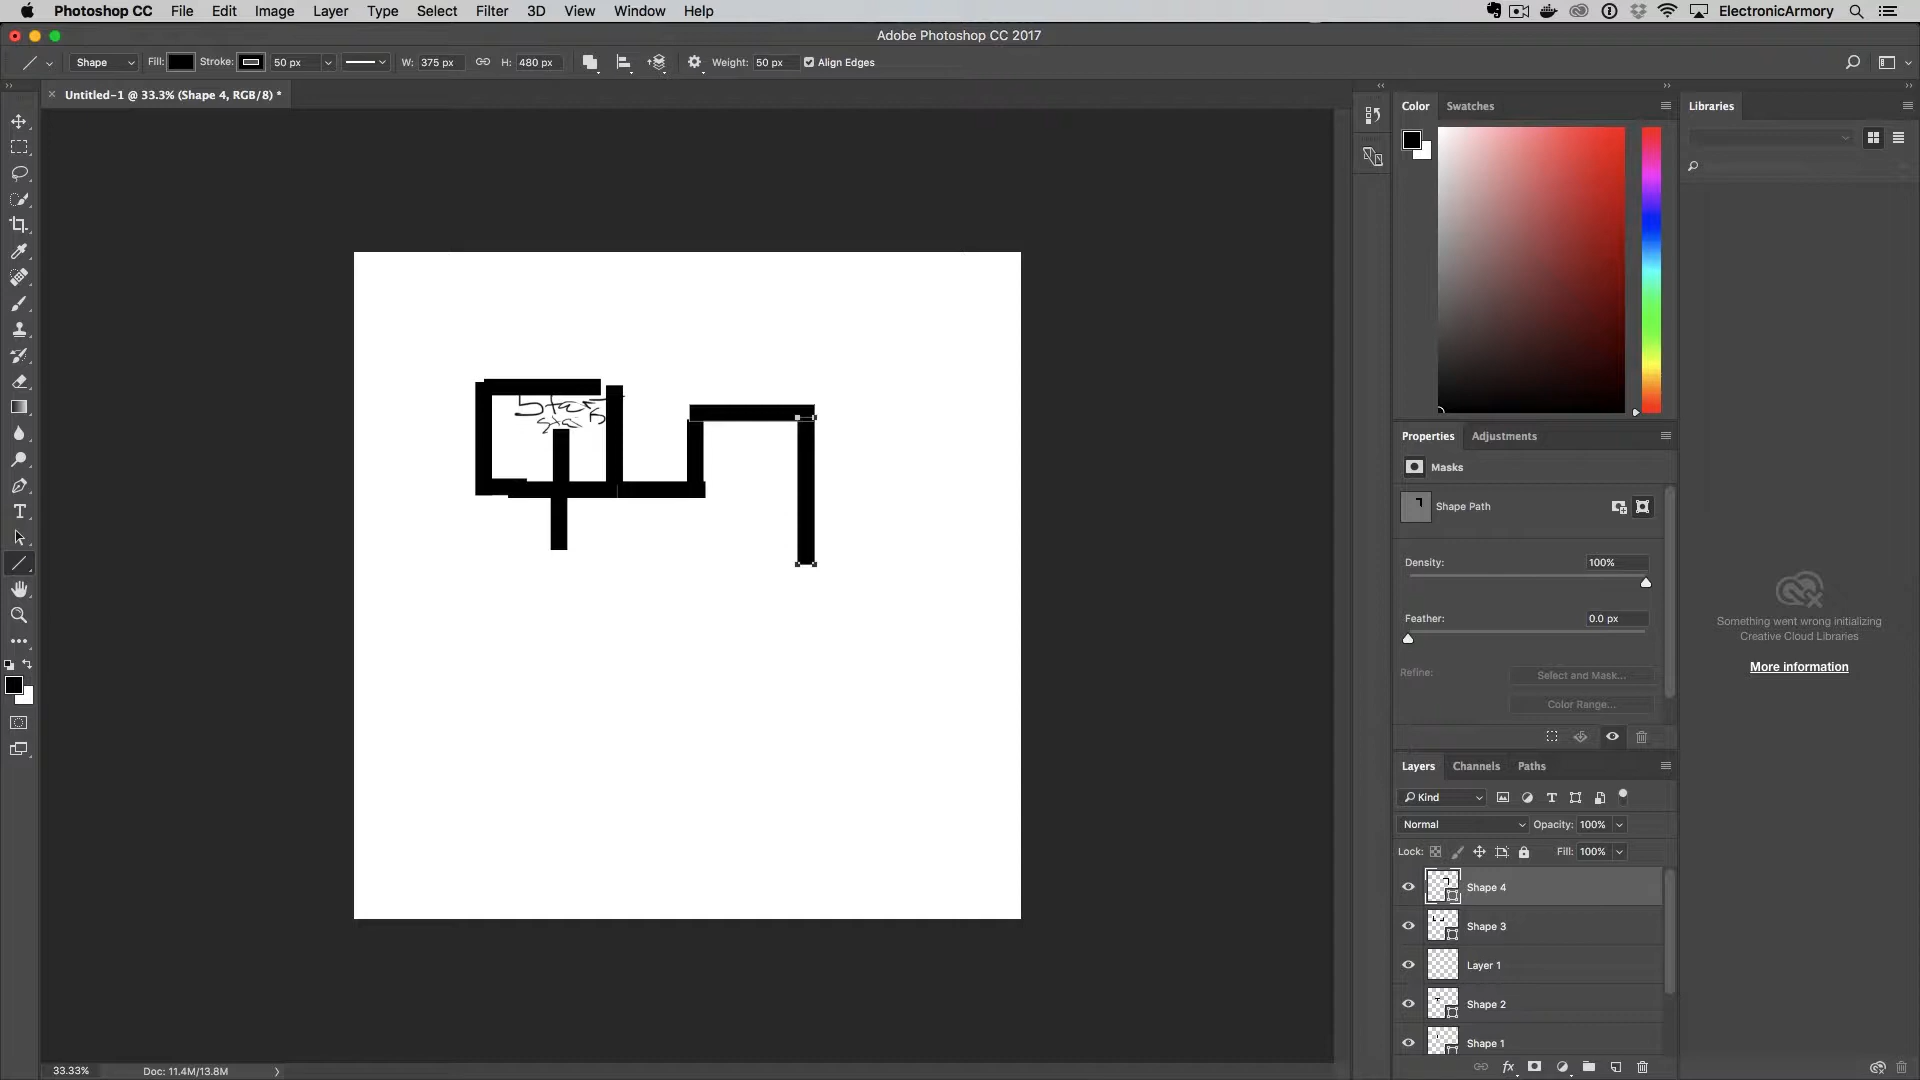 Photoshop CC File Edit Image Layer Type Select Filter 3D View Window Help ElectronicArmory
Adobe Photoshop CC 2017
Shape Fill: Stroke: 50 px W: 375 px H: 480 px Weight: 50 px Align Edges
Untitled-1 @ 33.3% (Shape 4, RGB/8) *
Color Swatches
Libraries
Start
Properties Adjustments
Masks
Shape Path
Density: 100%
Feather: 0.0 px
Refine: Select and Mask...
Color Range...
Something went wrong initializing
Creative Cloud Libraries
More information
Layers Channels Paths
Kind
Normal Opacity: 100%
Lock: Fill: 100%
Shape 4
Shape 3
Layer 1
Shape 2
Shape 1
33.33% Doc: 11.4M/13.8M